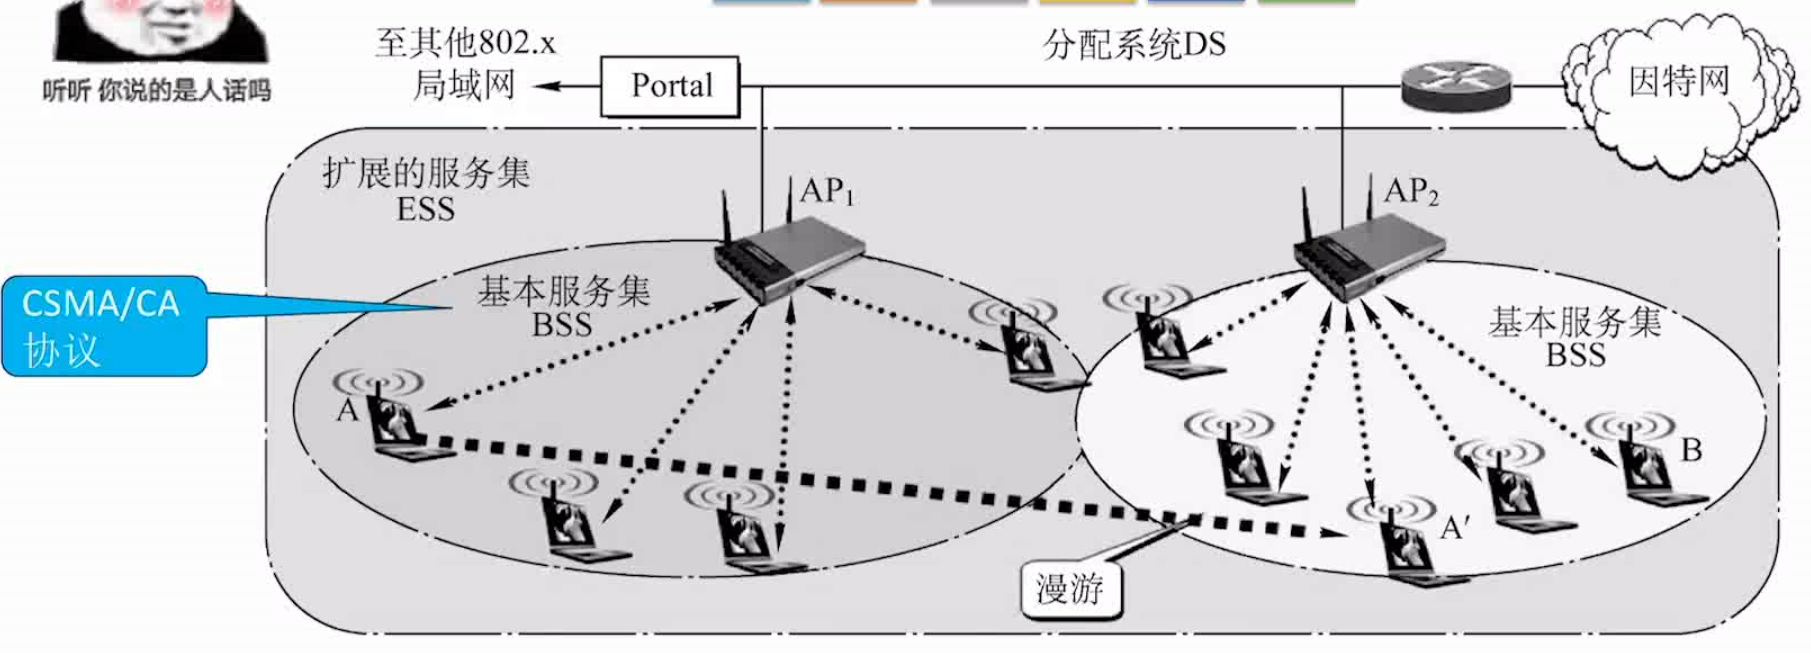 听听 你说的是人话吗
至其他802.x
局域网
Portal
分配系统DS
因特网
扩展的服务集
ESS
AP₁
AP₂
CSMA/CA
协议
基本服务集
BSS
基本服务集
BSS
A
B
A′
漫游